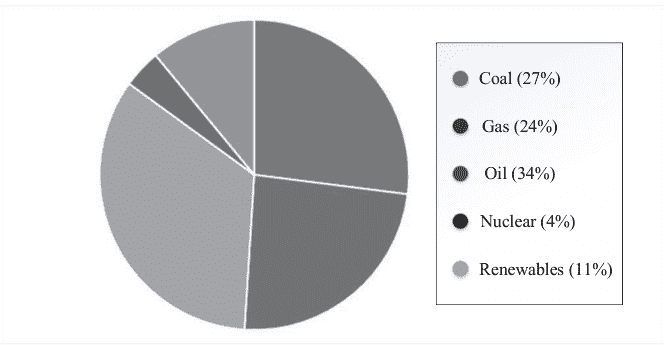 Coal (27%)
Gas (24%)
Oil (34%)
Nuclear (4%)
Renewables (11%)